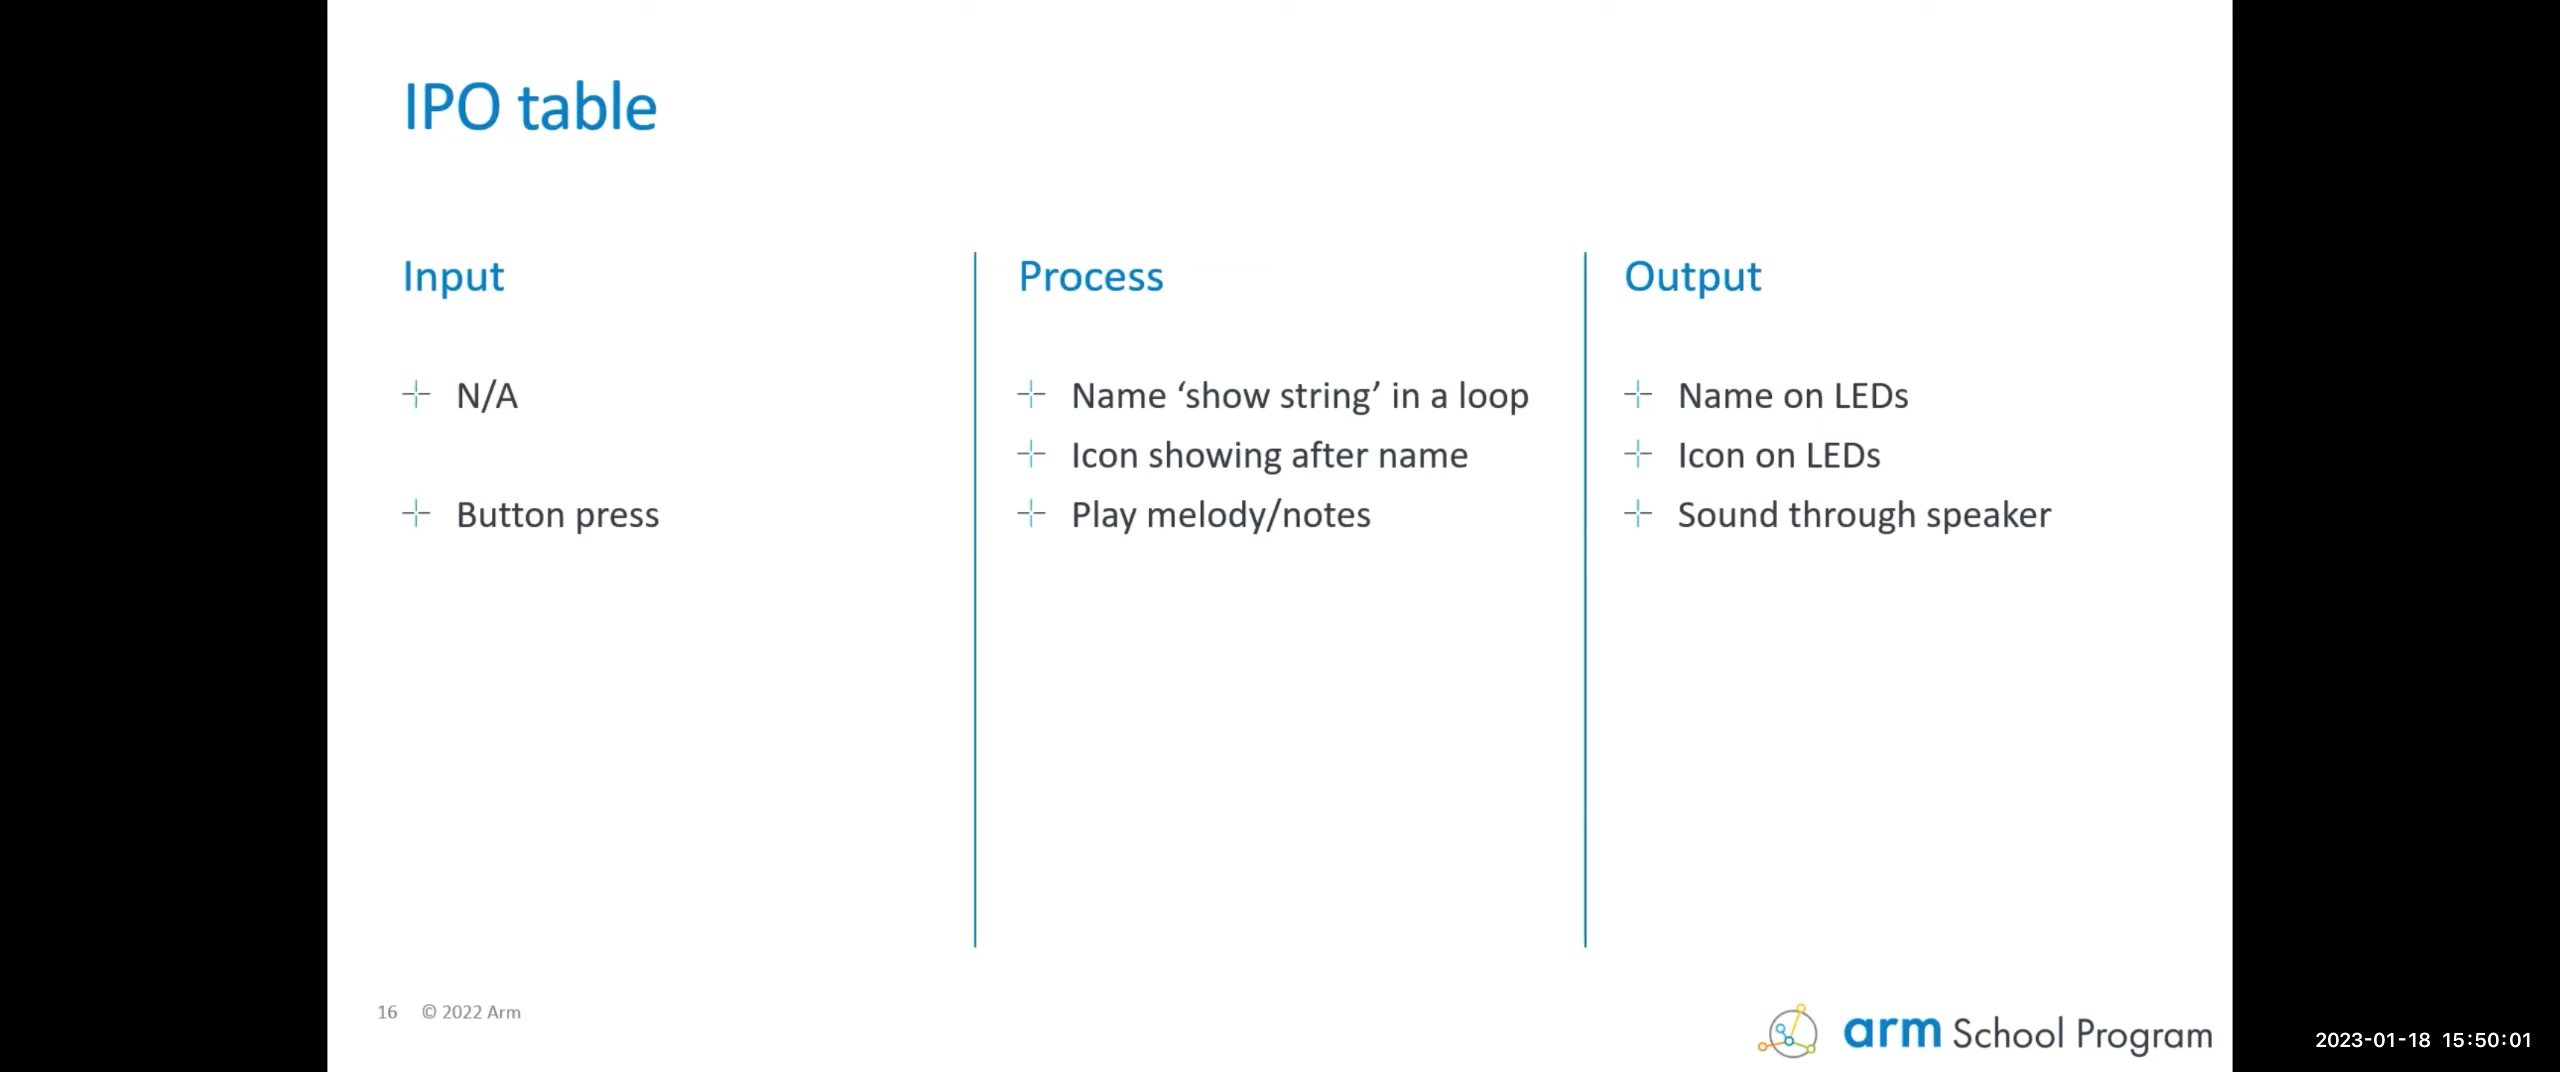 IPO table
Input
N/A
Button press
Process
Name ‘show string’ in a loop
Icon showing after name
Play melody/notes
Output
Name on LEDs
Icon on LEDs
Sound through speaker
16 © 2022 Arm
arm School Program
2023-01-18 15:50:01